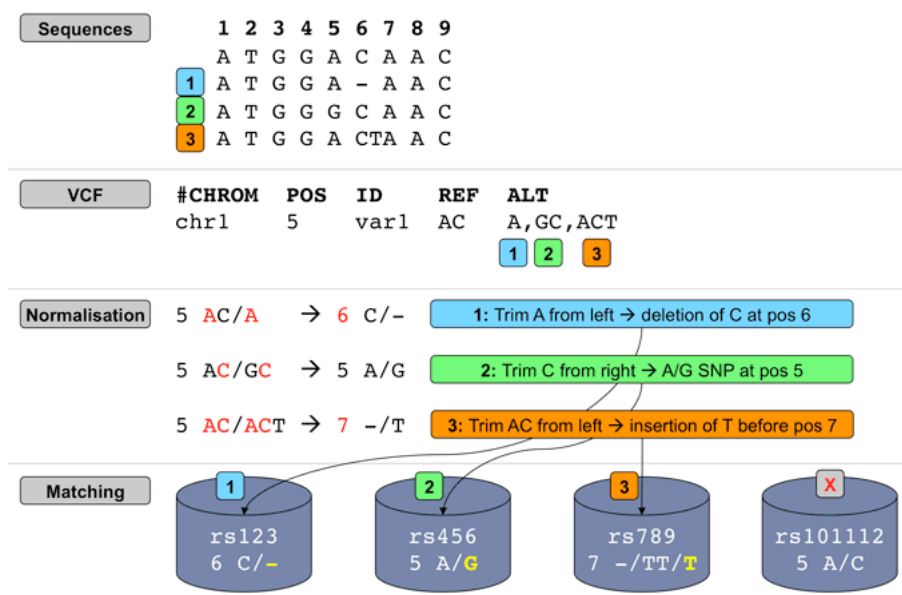 Sequences 1 2 3 4 5 6 7 8 9
A T G G A C A A C
1 A T G G A - A A C
2 A T G G G C A A C
3 A T G G A CTA A C
VCF #CHROM POS ID REF ALT
chr1 5 var1 AC A,GC,ACT
1 2 3
Normalisation 5 AC/A → 6 C/- 1: Trim A from left → deletion of C at pos 6
5 AC/GC → 5 A/G 2: Trim C from right → A/G SNP at pos 5
5 AC/ACT → 7 -/T 3: Trim AC from left → insertion of T before pos 7
Matching 1 2 3 X
rs123 rs456 rs789 rs101112
6 C/- 5 A/G 7 -/TT/T 5 A/C